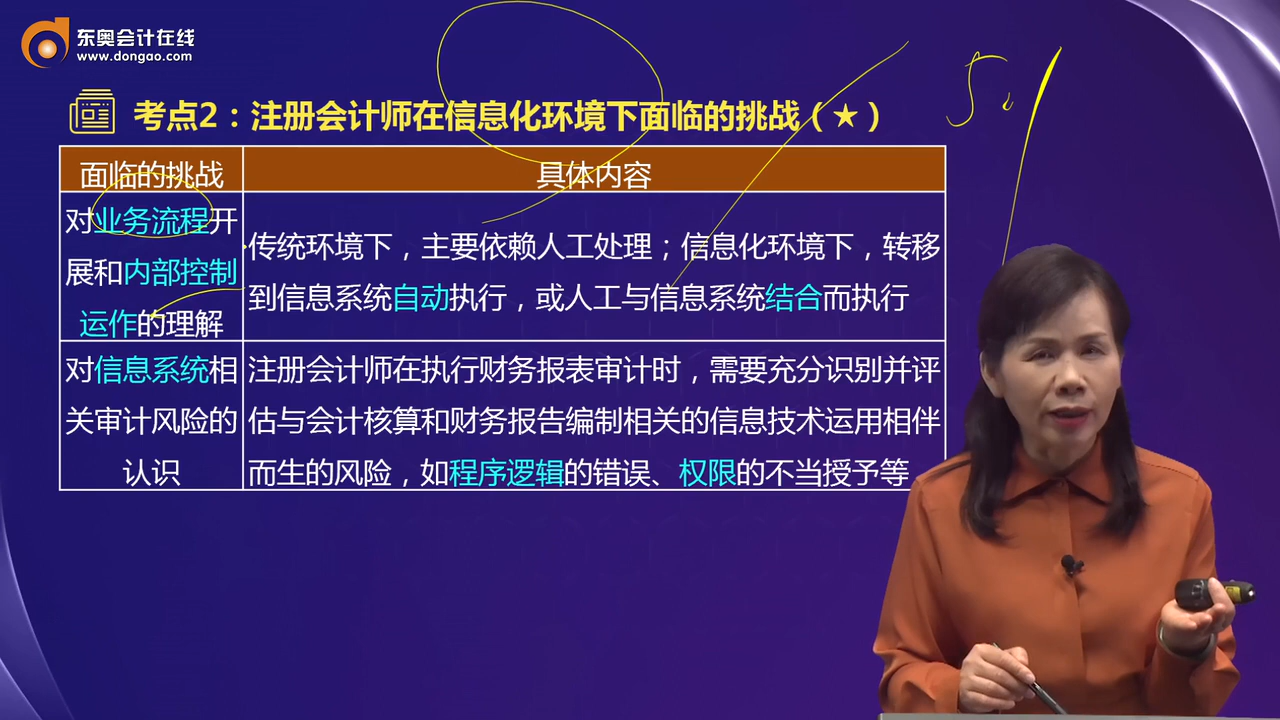 东奥会计在线
www.dongao.com
考点2：注册会计师在信息化环境下面临的挑战（★）
面临的挑战
具体内容
对业务流程开
展和内部控制
运作的理解
传统环境下，主要依赖人工处理；信息化环境下，转移
到信息系统自动执行，或人工与信息系统结合而执行
对信息系统相
关审计风险的
认识
注册会计师在执行财务报表审计时，需要充分识别并评
估与会计核算和财务报告编制相关的信息技术运用相伴
而生的风险，如程序逻辑的错误、权限的不当授予等